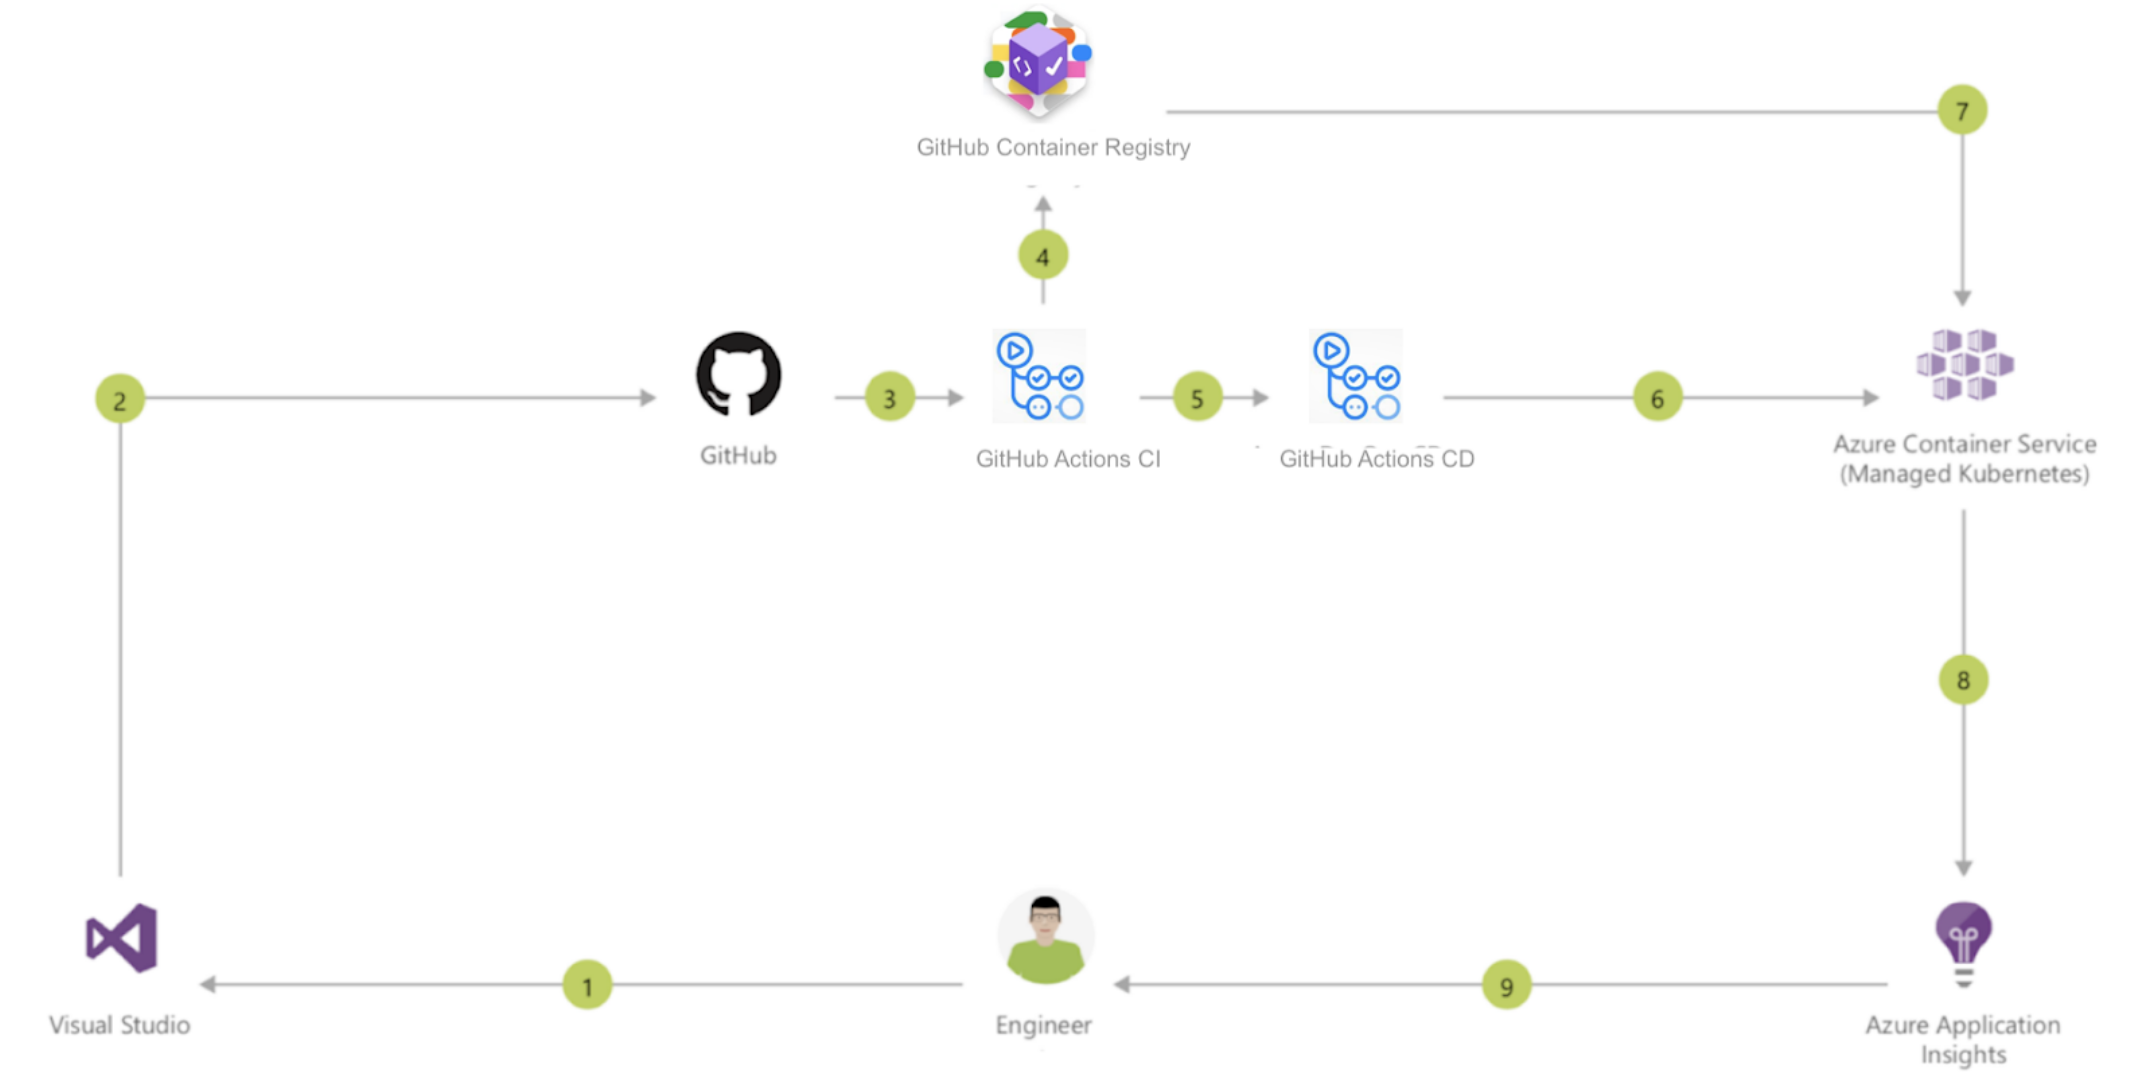 GitHub Container Registry
7
4
2
3
5
6
GitHub
GitHub Actions CI
GitHub Actions CD
Azure Container Service
(Managed Kubernetes)
8
1
9
Visual Studio
Engineer
Azure Application
Insights